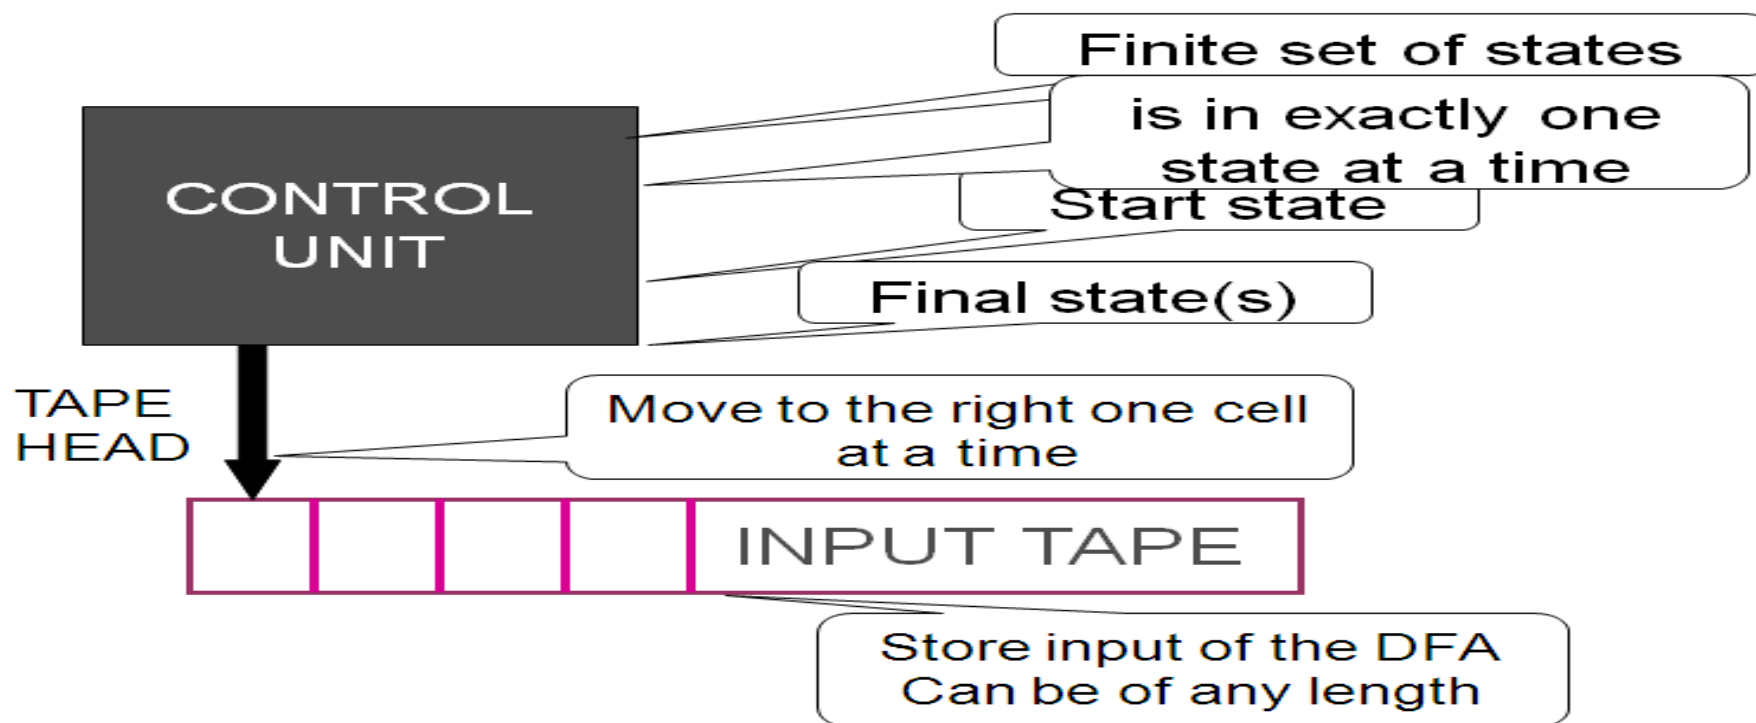 Finite set of states
is in exactly one
state at a time
CONTROL
UNIT
Start state
Final state(s)
TAPE
HEAD
Move to the right one cell
at a time
INPUT TAPE
Store input of the DFA
Can be of any length